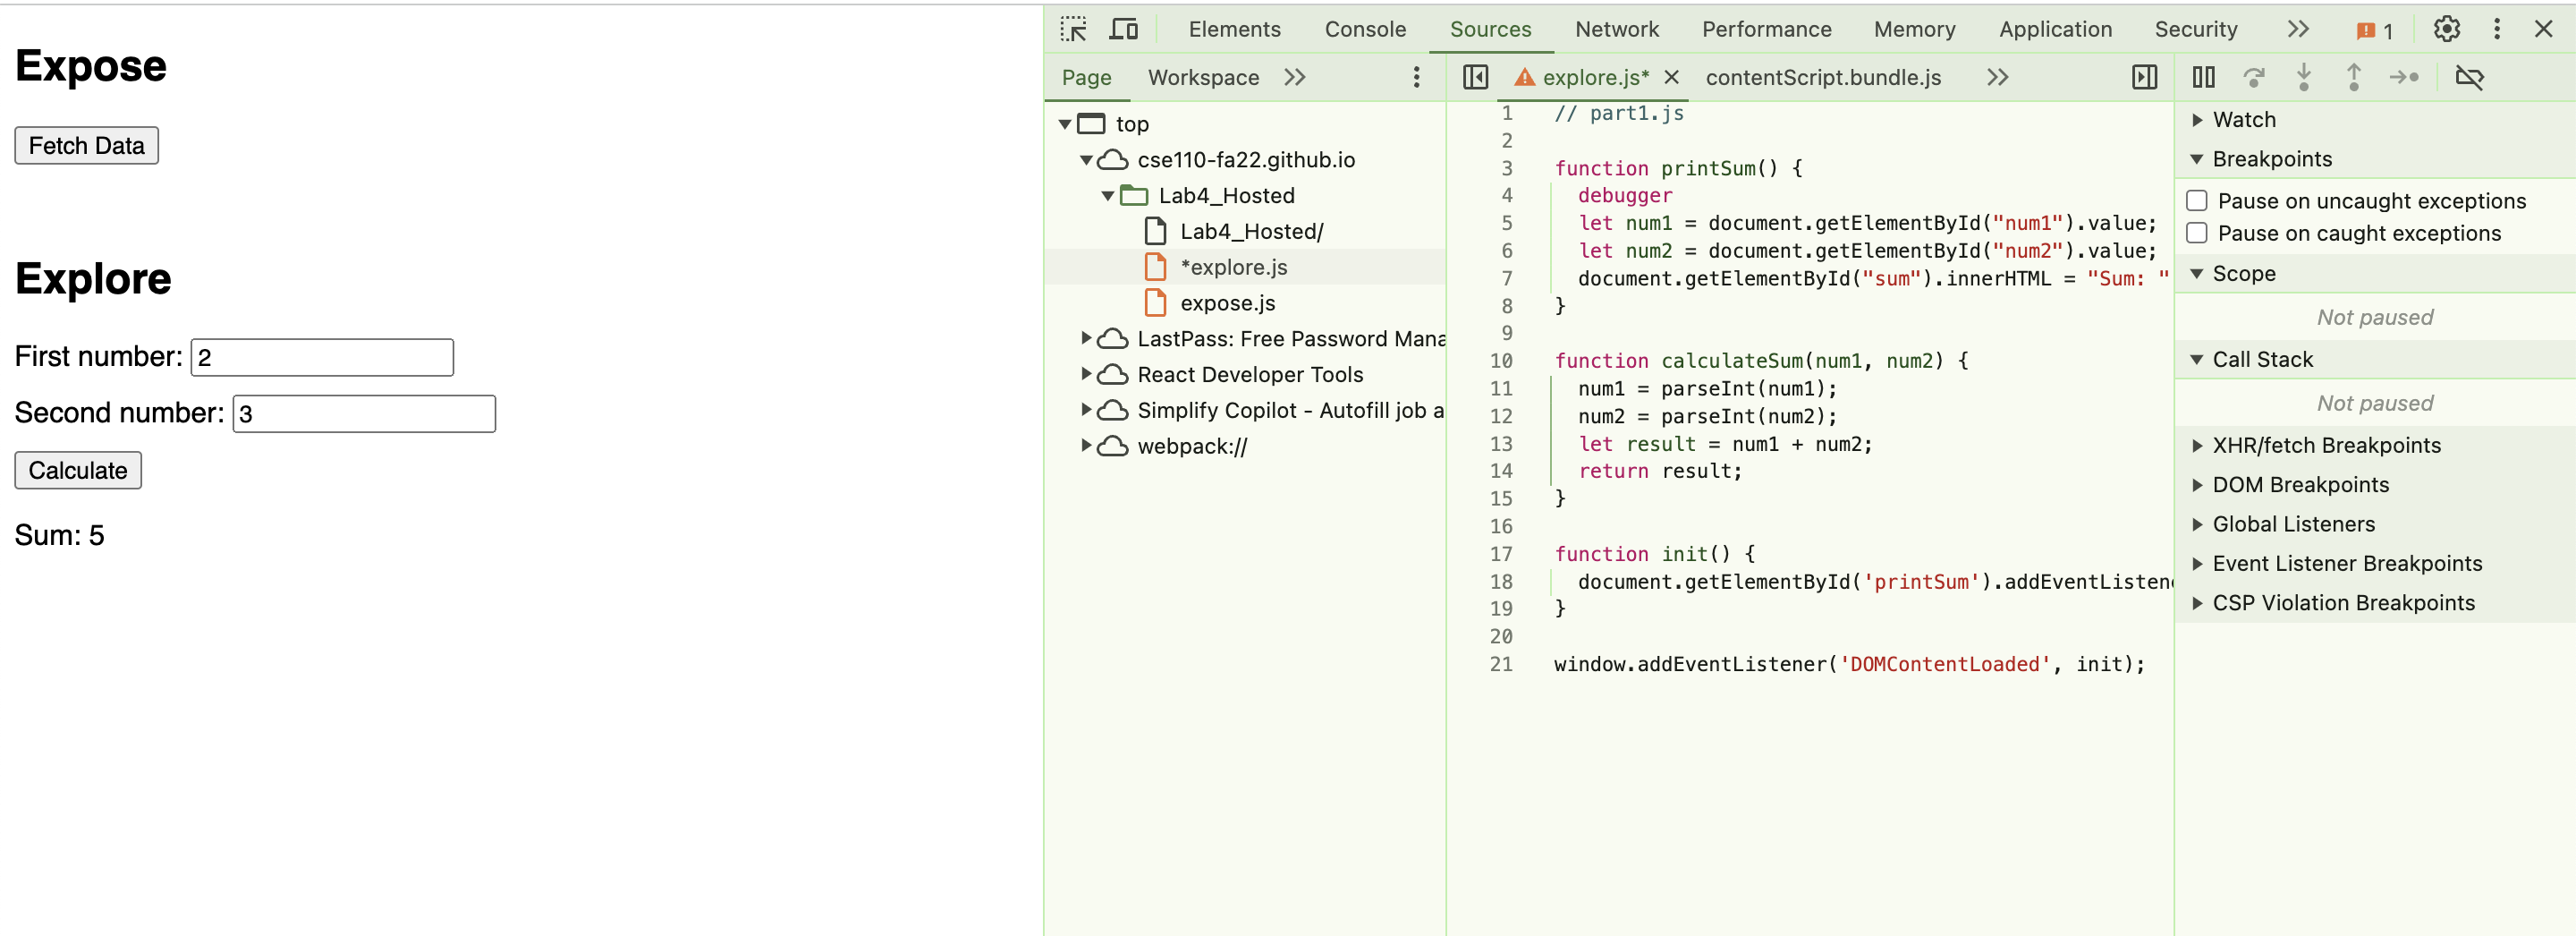 Expose
Fetch Data
Explore
First number: 2
Second number: 3
Calculate
Sum: 5
Elements Console Sources Network Performance Memory Application Security 1
Page Workspace
top
cse110-fa22.github.io
Lab4_Hosted
Lab4_Hosted/
*explore.js
expose.js
LastPass: Free Password Mana
React Developer Tools
Simplify Copilot - Autofill job a
webpack://
explore.js* contentScript.bundle.js
1 // part1.js
2
3 function printSum() {
4 debugger
5 let num1 = document.getElementById("num1").value;
6 let num2 = document.getElementById("num2").value;
7 document.getElementById("sum").innerHTML = "Sum: "
8 }
9
10 function calculateSum(num1, num2) {
11 num1 = parseInt(num1);
12 num2 = parseInt(num2);
13 let result = num1 + num2;
14 return result;
15 }
16
17 function init() {
18 document.getElementById('printSum').addEventListene
19 }
20
21 window.addEventListener('DOMContentLoaded', init);
Watch
Breakpoints
Pause on uncaught exceptions
Pause on caught exceptions
Scope
Not paused
Call Stack
Not paused
XHR/fetch Breakpoints
DOM Breakpoints
Global Listeners
Event Listener Breakpoints
CSP Violation Breakpoints